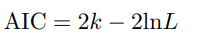 AIC = 2k − 2lnL